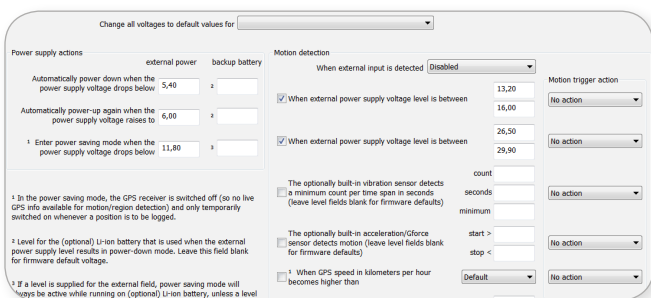 Change all voltages to default values for
Power supply actions
external power backup battery
Automatically power down when the
power supply voltage drops below 5,40 ²
Automatically power-up again when the
power supply voltage raises to 6,00 ²
¹ Enter power saving mode when the
power supply voltage drops below 11,80 ³
¹ In the power saving mode, the GPS receiver is switched off (so no live
GPS info available for motion/region detection) and only temporarily
switched on whenever a position is to be logged.
² Level for the (optional) Li-ion battery that is used when the external
power supply level results in power-down mode. Leave this field blank
for firmware default voltage.
³ If a level is supplied for the external field, power saving mode will
always be active while running on (optional) Li-ion battery, unless a level
Motion detection
When external input is detected Disabled
Motion trigger action
When external power supply voltage level is between
13,20
16,00
No action
When external power supply voltage level is between
26,50
29,90
No action
The optionally built-in vibration sensor detects
a minimum count per time span in seconds
(leave level fields blank for firmware defaults)
count
seconds
minimum
No action
The optionally built-in acceleration/Gforce
sensor detects motion (leave level fields blank
for firmware defaults)
start >
stop <
No action
¹ When GPS speed in kilometers per hour
becomes higher than
Default
No action